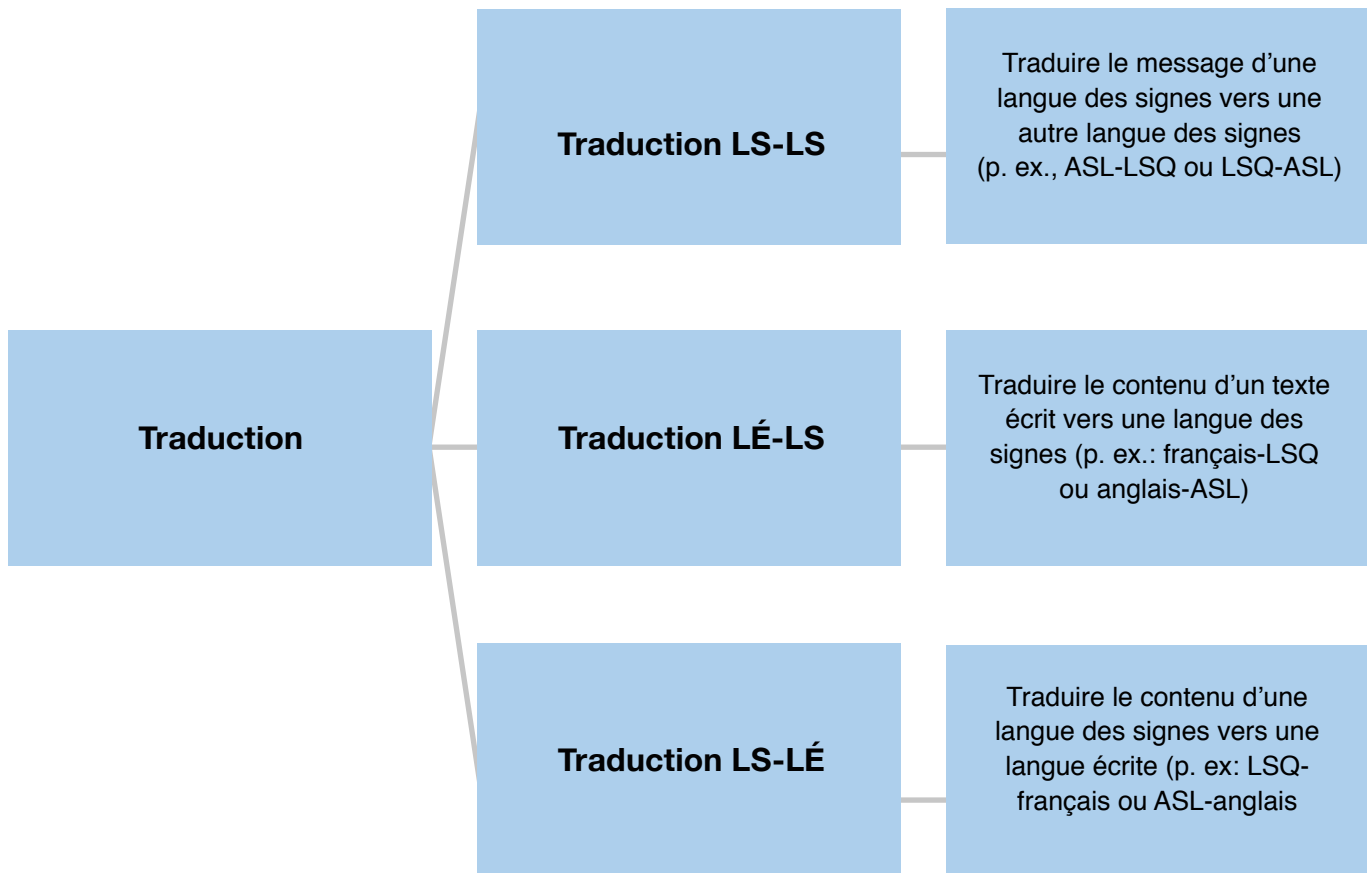 Traduction
Traduction LS-LS
Traduire le message d’une
langue des signes vers une
autre langue des signes
(p. ex., ASL-LSQ ou LSQ-ASL)
Traduction LÉ-LS
Traduire le contenu d’un texte
écrit vers une langue des
signes (p. ex.: français-LSQ
ou anglais-ASL)
Traduction LS-LÉ
Traduire le contenu d’une
langue des signes vers une
langue écrite (p. ex: LSQ-
français ou ASL-anglais